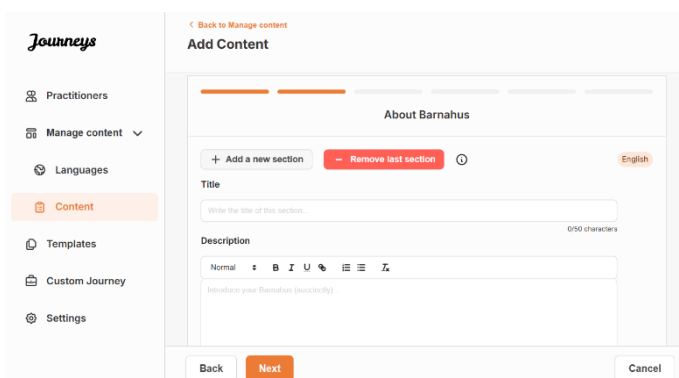 Journeys
Practitioners
Manage content
Languages
Content
Templates
Custom Journey
Settings
< Back to Manage content
Add Content
About Barnahus
+ Add a new section
− Remove last section
English
Title
Write the title of this section...
0/50 characters
Description
Normal B I U
Introduce your Barnahus (succinctly)...
Back
Next
Cancel